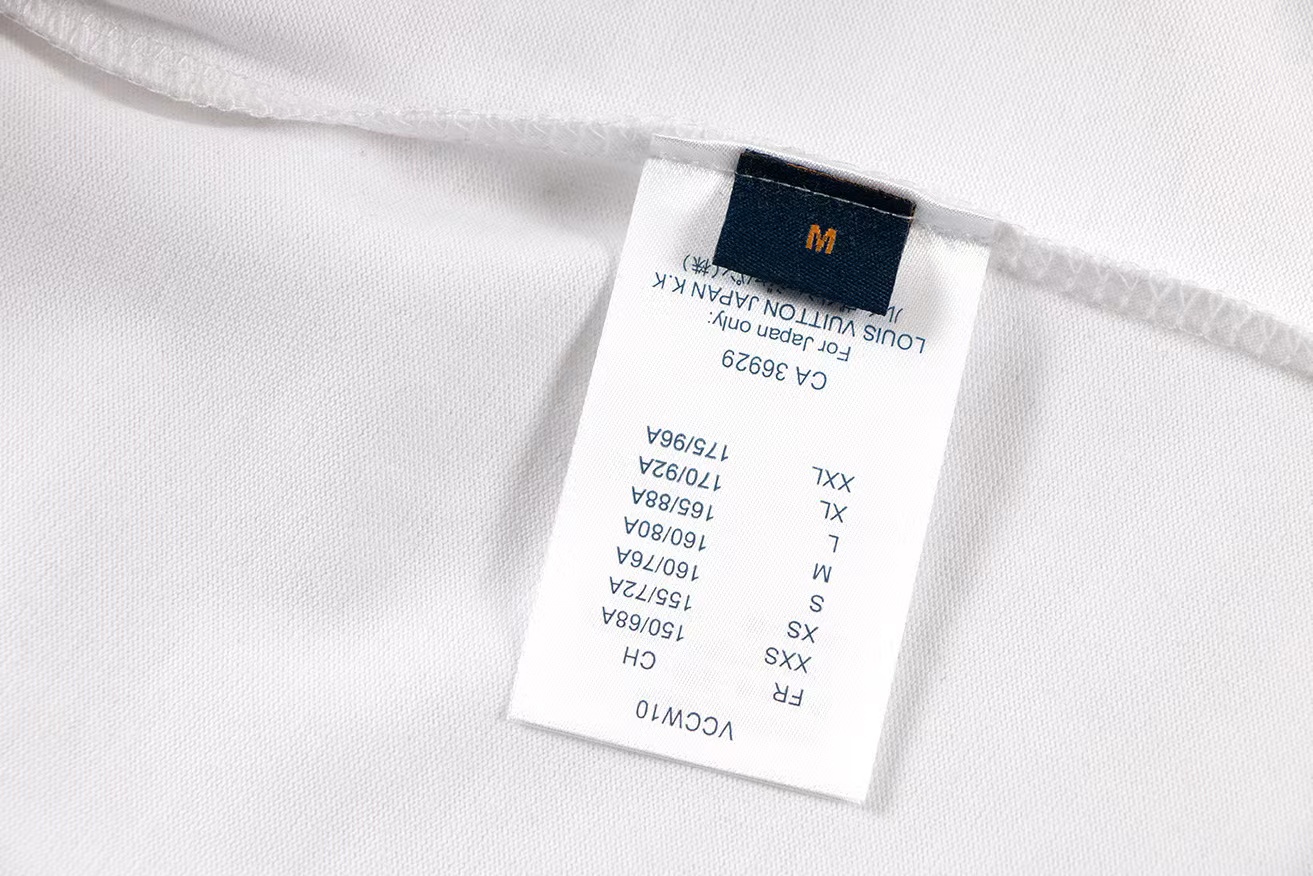 M
VCCW10
FR CH
XXS 150/68A
XS 155/72A
S 160/76A
M 160/80A
L 165/88A
XL 170/92A
XXL 175/96A
CA 36929
For Japan only:
LOUIS VUITTON JAPAN K.K
(株)